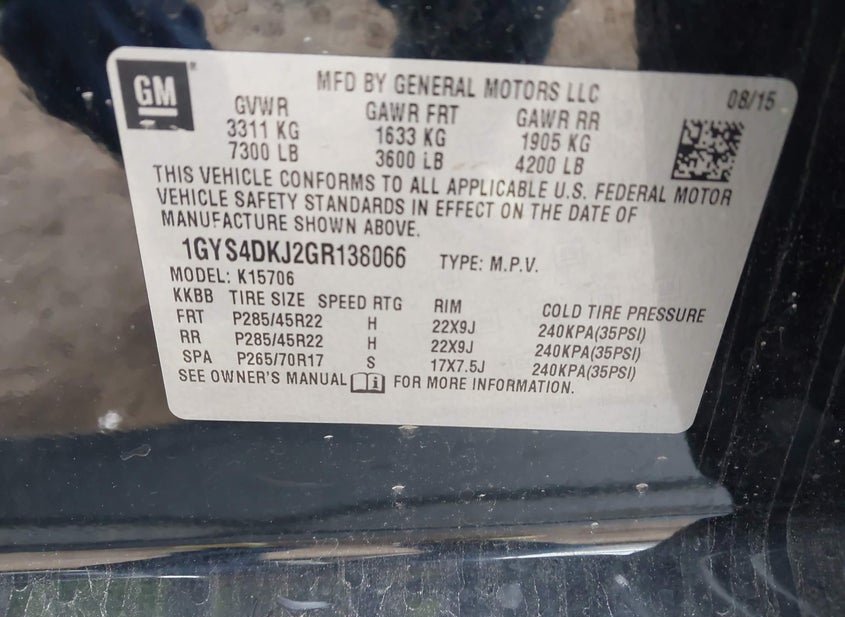 GM
MFD BY GENERAL MOTORS LLC 08/15
GVWR GAWR FRT GAWR RR
3311 KG 1633 KG 1905 KG
7300 LB 3600 LB 4200 LB
THIS VEHICLE CONFORMS TO ALL APPLICABLE U.S. FEDERAL MOTOR
VEHICLE SAFETY STANDARDS IN EFFECT ON THE DATE OF
MANUFACTURE SHOWN ABOVE.
1GYS4DKJ2GR136066 TYPE: M.P.V.
MODEL: K15706
KKBB TIRE SIZE SPEED RTG RIM COLD TIRE PRESSURE
FRT P285/45R22 H 22X9J 240KPA(35PSI)
RR P285/45R22 H 22X9J 240KPA(35PSI)
SPA P265/70R17 S 17X7.5J 240KPA(35PSI)
SEE OWNER'S MANUAL FOR MORE INFORMATION.